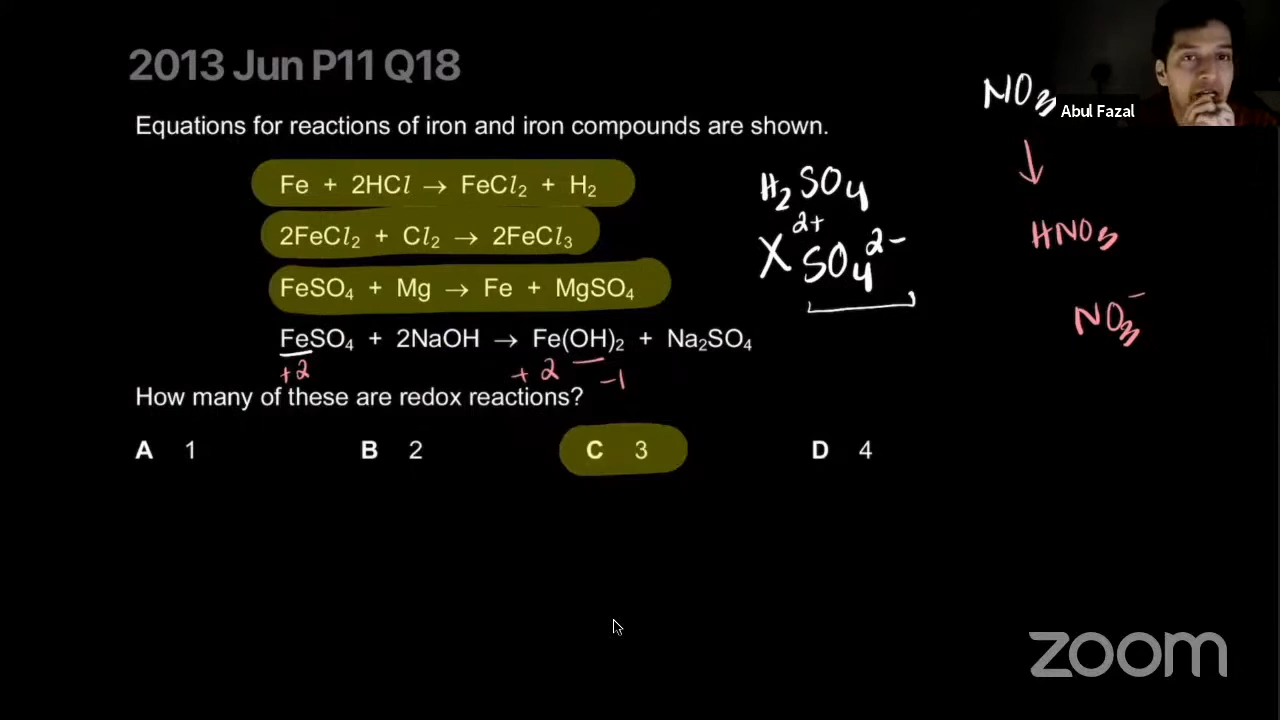 2013 Jun P11 Q18
NO3
Abul Fazal
Equations for reactions of iron and iron compounds are shown.
Fe + 2HCl → FeCl2 + H2
H2SO4
2FeCl2 + Cl2 → 2FeCl3
X2+ SO4 2−
HNO3
FeSO4 + Mg → Fe + MgSO4
NO3−
FeSO4 + 2NaOH → Fe(OH)2 + Na2SO4
+2 +2 −1
How many of these are redox reactions?
A 1 B 2 C 3 D 4
zoom